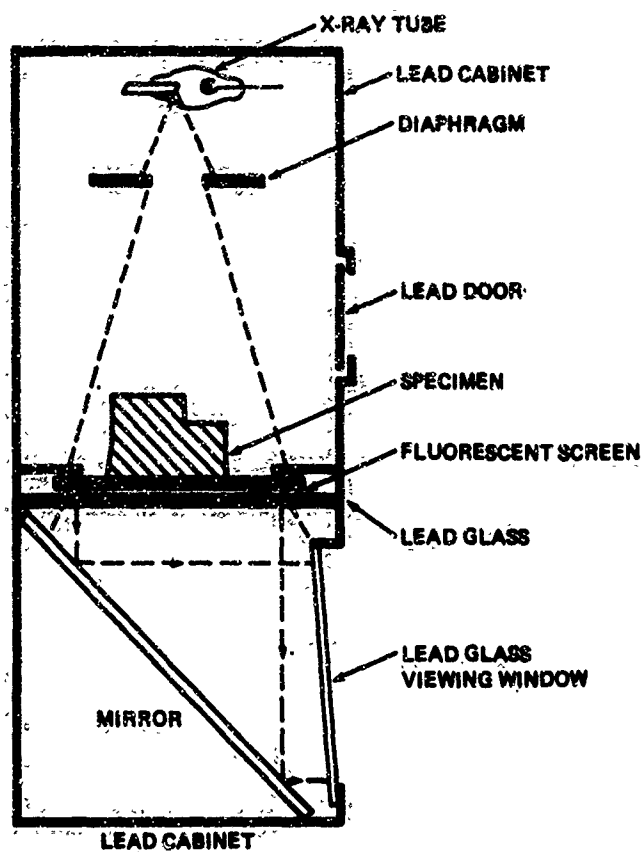 X-RAY TUBE
LEAD CABINET
DIAPHRAGM
LEAD DOOR
SPECIMEN
FLUORESCENT SCREEN
LEAD GLASS
LEAD GLASS
VIEWING WINDOW
MIRROR
LEAD CABINET